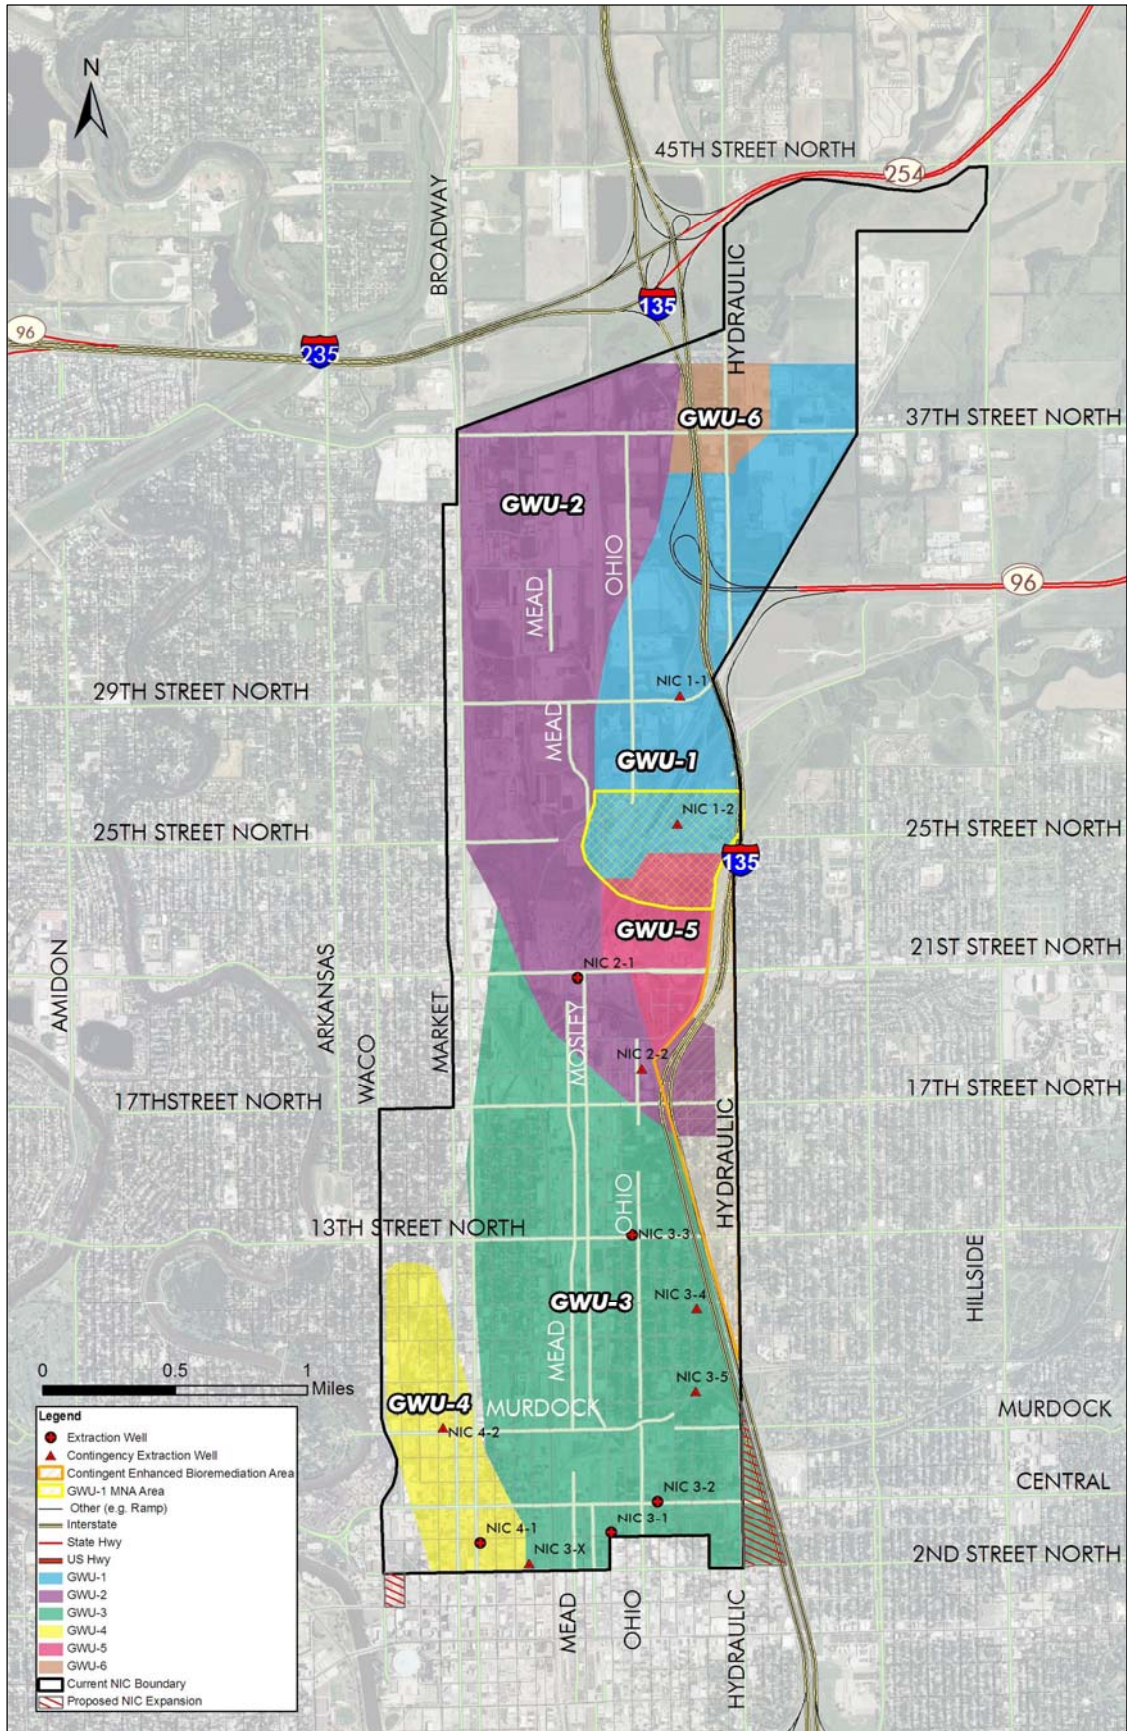 N
45TH STREET NORTH
254
BROADWAY
135
HYDRAULIC
96
235
GWU-6
37TH STREET NORTH
GWU-2
OHIO
MEAD
96
NIC 1-1
29TH STREET NORTH
MEAD
GWU-1
NIC 1-2
25TH STREET NORTH
25TH STREET NORTH
135
GWU-5
21ST STREET NORTH
NIC 2-1
AMIDON
ARKANSAS
MARKET
MOSLEY
WACO
NIC 2-2
17THSTREET NORTH
17TH STREET NORTH
HYDRAULIC
OHIO
13TH STREET NORTH
NIC 3-3
HILLSIDE
NIC 3-4
GWU-3
MEAD
0 0.5 1
Miles
NIC 3-5
GWU-4
MURDOCK
MURDOCK
NIC 4-2
CENTRAL
NIC 3-2
NIC 4-1
NIC 3-1
NIC 3-X
2ND STREET NORTH
MEAD
OHIO
HYDRAULIC
Legend
Extraction Well
Contingency Extraction Well
Contingent Enhanced Bioremediation Area
GWU-1 MNA Area
Other (e.g. Ramp)
Interstate
State Hwy
US Hwy
GWU-1
GWU-2
GWU-3
GWU-4
GWU-5
GWU-6
Current NIC Boundary
Proposed NIC Expansion